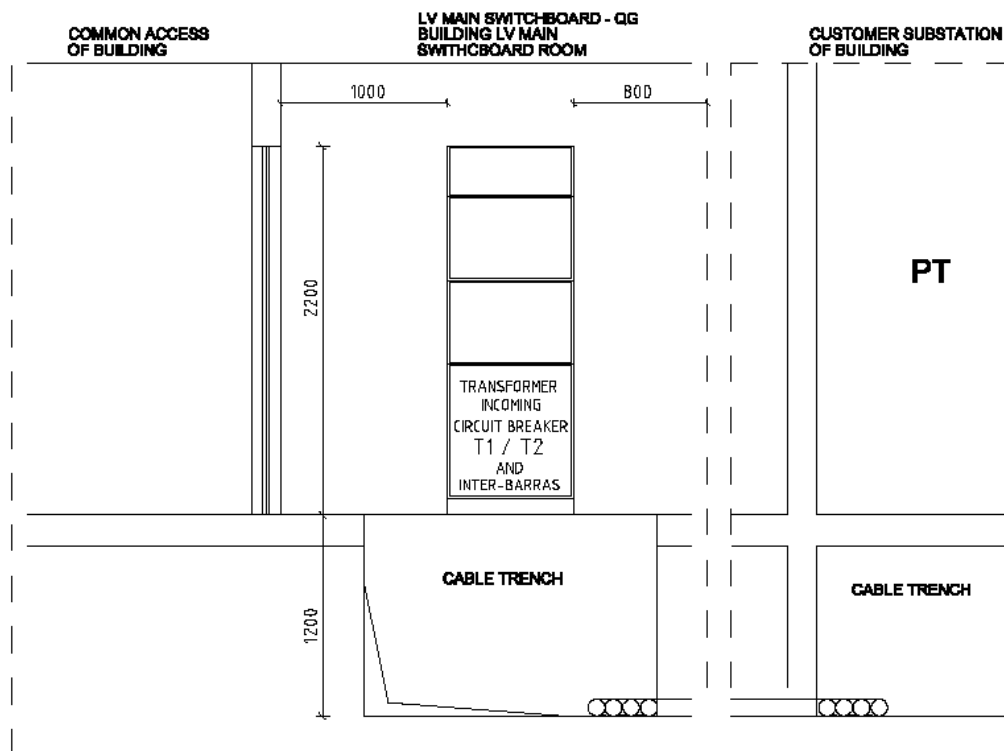 COMMON ACCESS
OF BUILDING
LV MAIN SWITCHBOARD - QG
BUILDING LV MAIN
SWITHCBOARD ROOM
CUSTOMER SUBSTATION
OF BUILDING
1000
800
2200
PT
TRANSFORMER
INCOMING
CIRCUIT BREAKER
T1 / T2
AND
INTER-BARRAS
CABLE TRENCH
CABLE TRENCH
1200